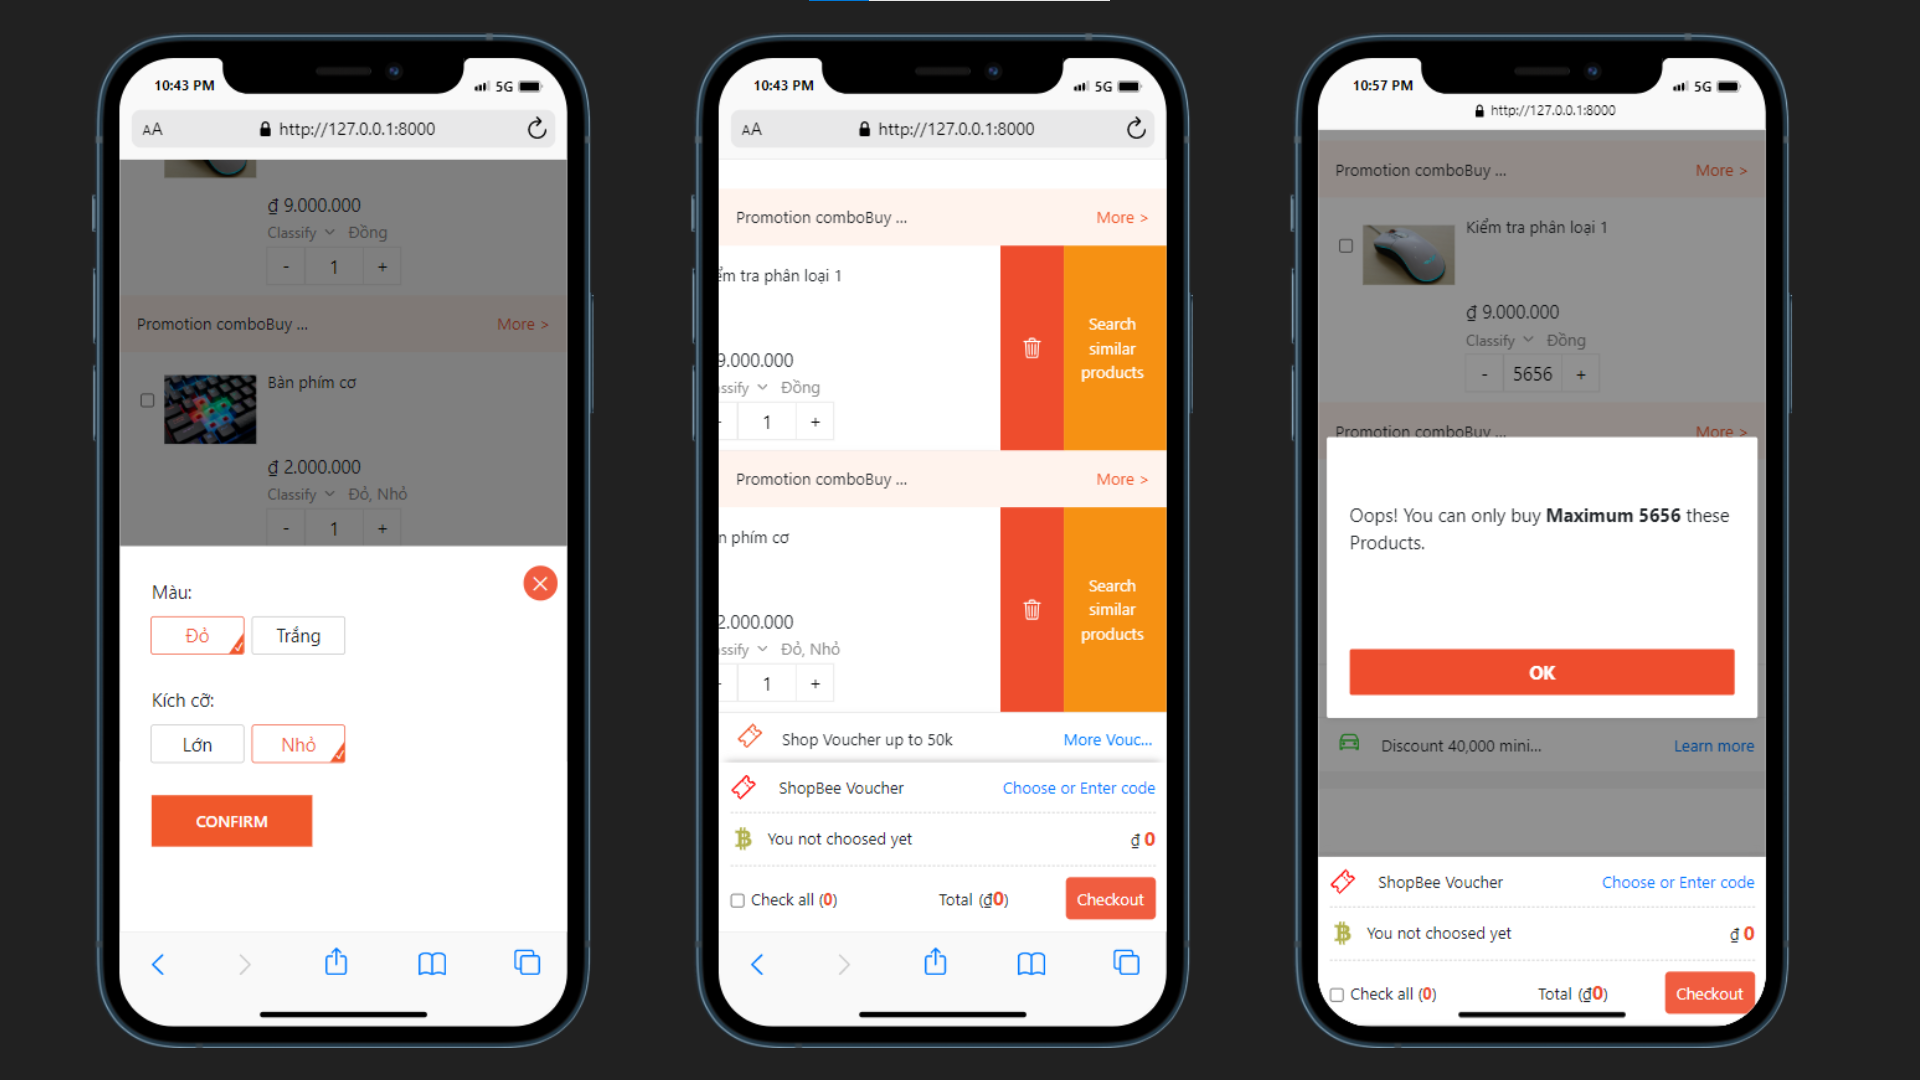 10:43 PM
5G
AA
http://127.0.0.1:8000
₫ 9.000.000
Classify Đồng
- 1 +
Promotion comboBuy ...
More >
Bàn phím cơ
₫ 2.000.000
Classify Đỏ, Nhỏ
- 1 +
Màu:
Đỏ
Trắng
Kích cỡ:
Lớn
Nhỏ
CONFIRM
10:43 PM
5G
AA
http://127.0.0.1:8000
Promotion comboBuy ...
More >
ểm tra phân loại 1
9.000.000
ssify Đồng
- 1 +
Search
similar
products
Promotion comboBuy ...
More >
n phím cơ
2.000.000
ssify Đỏ, Nhỏ
- 1 +
Search
similar
products
Shop Voucher up to 50k
More Vouc...
ShopBee Voucher
Choose or Enter code
You not choosed yet
₫ 0
Check all (0)
Total (₫0)
Checkout
10:57 PM
5G
http://127.0.0.1:8000
Promotion comboBuy ...
More >
Kiểm tra phân loại 1
₫ 9.000.000
Classify Đồng
- 5656 +
Promotion comboBuy ...
More >
Oops! You can only buy Maximum 5656 these
Products.
OK
Discount 40,000 mini...
Learn more
ShopBee Voucher
Choose or Enter code
You not choosed yet
₫ 0
Check all (0)
Total (₫0)
Checkout